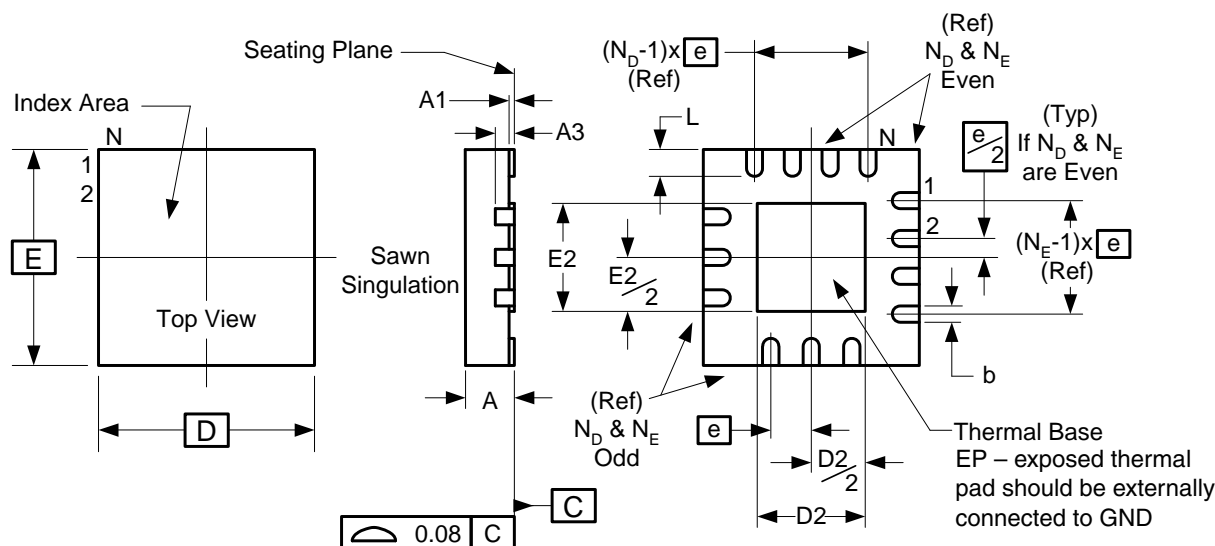 Seating Plane
Index Area
N
1
2
E
Top View
D
A1
A3
Sawn
Singulation
A
C
0.08 C
(N_D-1)x e
(Ref)
(Ref)
N_D & N_E
Even
L
N
e/2
(Typ)
If N_D & N_E
are Even
1
2
(N_E-1)x e
(Ref)
E2
E2/2
b
(Ref)
N_D & N_E
Odd
e
D2/2
D2
Thermal Base
EP – exposed thermal
pad should be externally
connected to GND